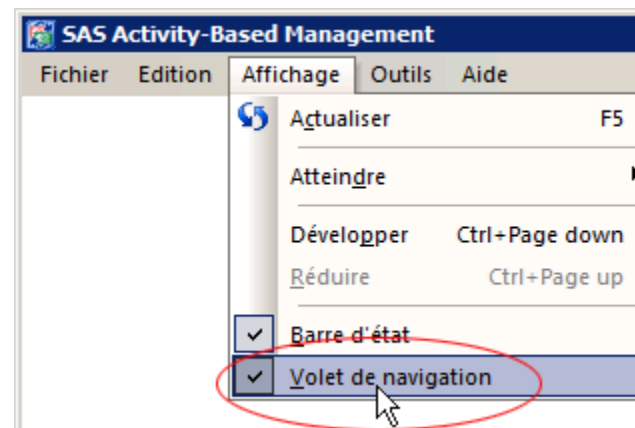 SAS Activity-Based Management
Fichier Edition Affichage Outils Aide
Actualiser F5
Atteindre
Développer Ctrl+Page down
Réduire Ctrl+Page up
Barre d'état
Volet de navigation